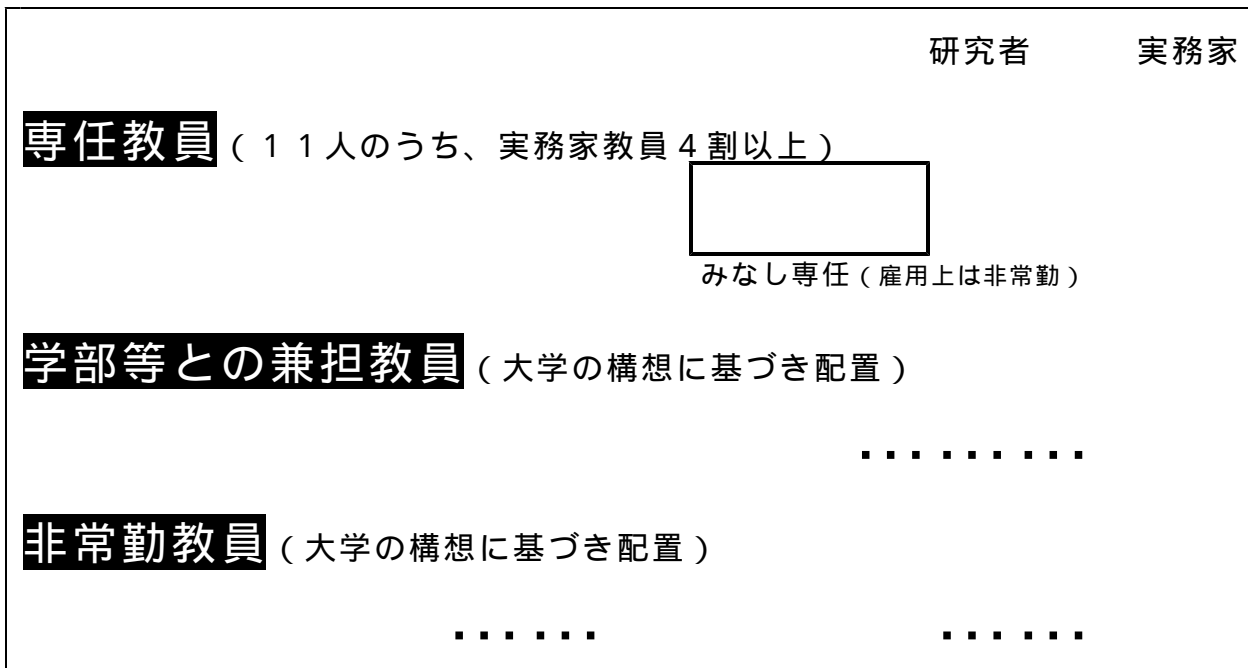 研究者 実務家
専任教員（１１人のうち、実務家教員４割以上）
みなし専任（雇用上は非常勤）
学部等との兼担教員（大学の構想に基づき配置）
・・・・・・・・・
非常勤教員（大学の構想に基づき配置）
・・・・・・ ・・・・・・